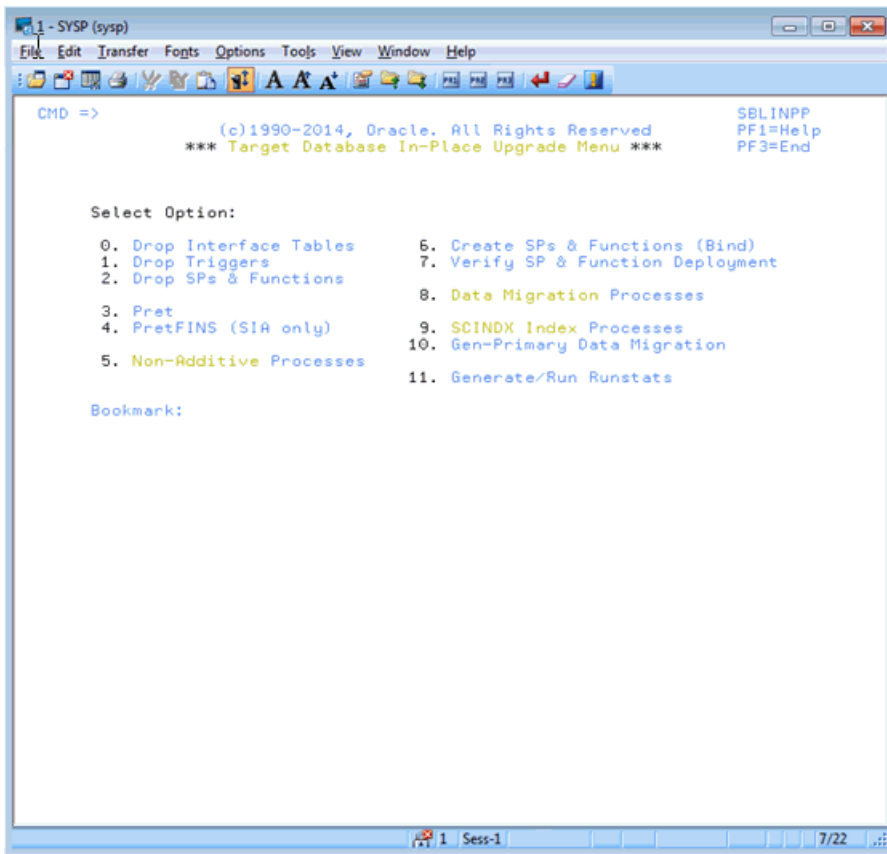 1 - SYSP (sysp)
File Edit Transfer Fonts Options Tools View Window Help
A A A PR1 PR2 PR3
CMD => SBLINPP
(c)1990-2014, Oracle. All Rights Reserved PF1=Help
*** Target Database In-Place Upgrade Menu *** PF3=End
Select Option:
0. Drop Interface Tables 6. Create SPs & Functions (Bind)
1. Drop Triggers 7. Verify SP & Function Deployment
2. Drop SPs & Functions
8. Data Migration Processes
3. Pret
4. PretFINS (SIA only) 9. SCINDX Index Processes
10. Gen-Primary Data Migration
5. Non-Additive Processes
11. Generate/Run Runstats
Bookmark:
1 Sess-1 7/22